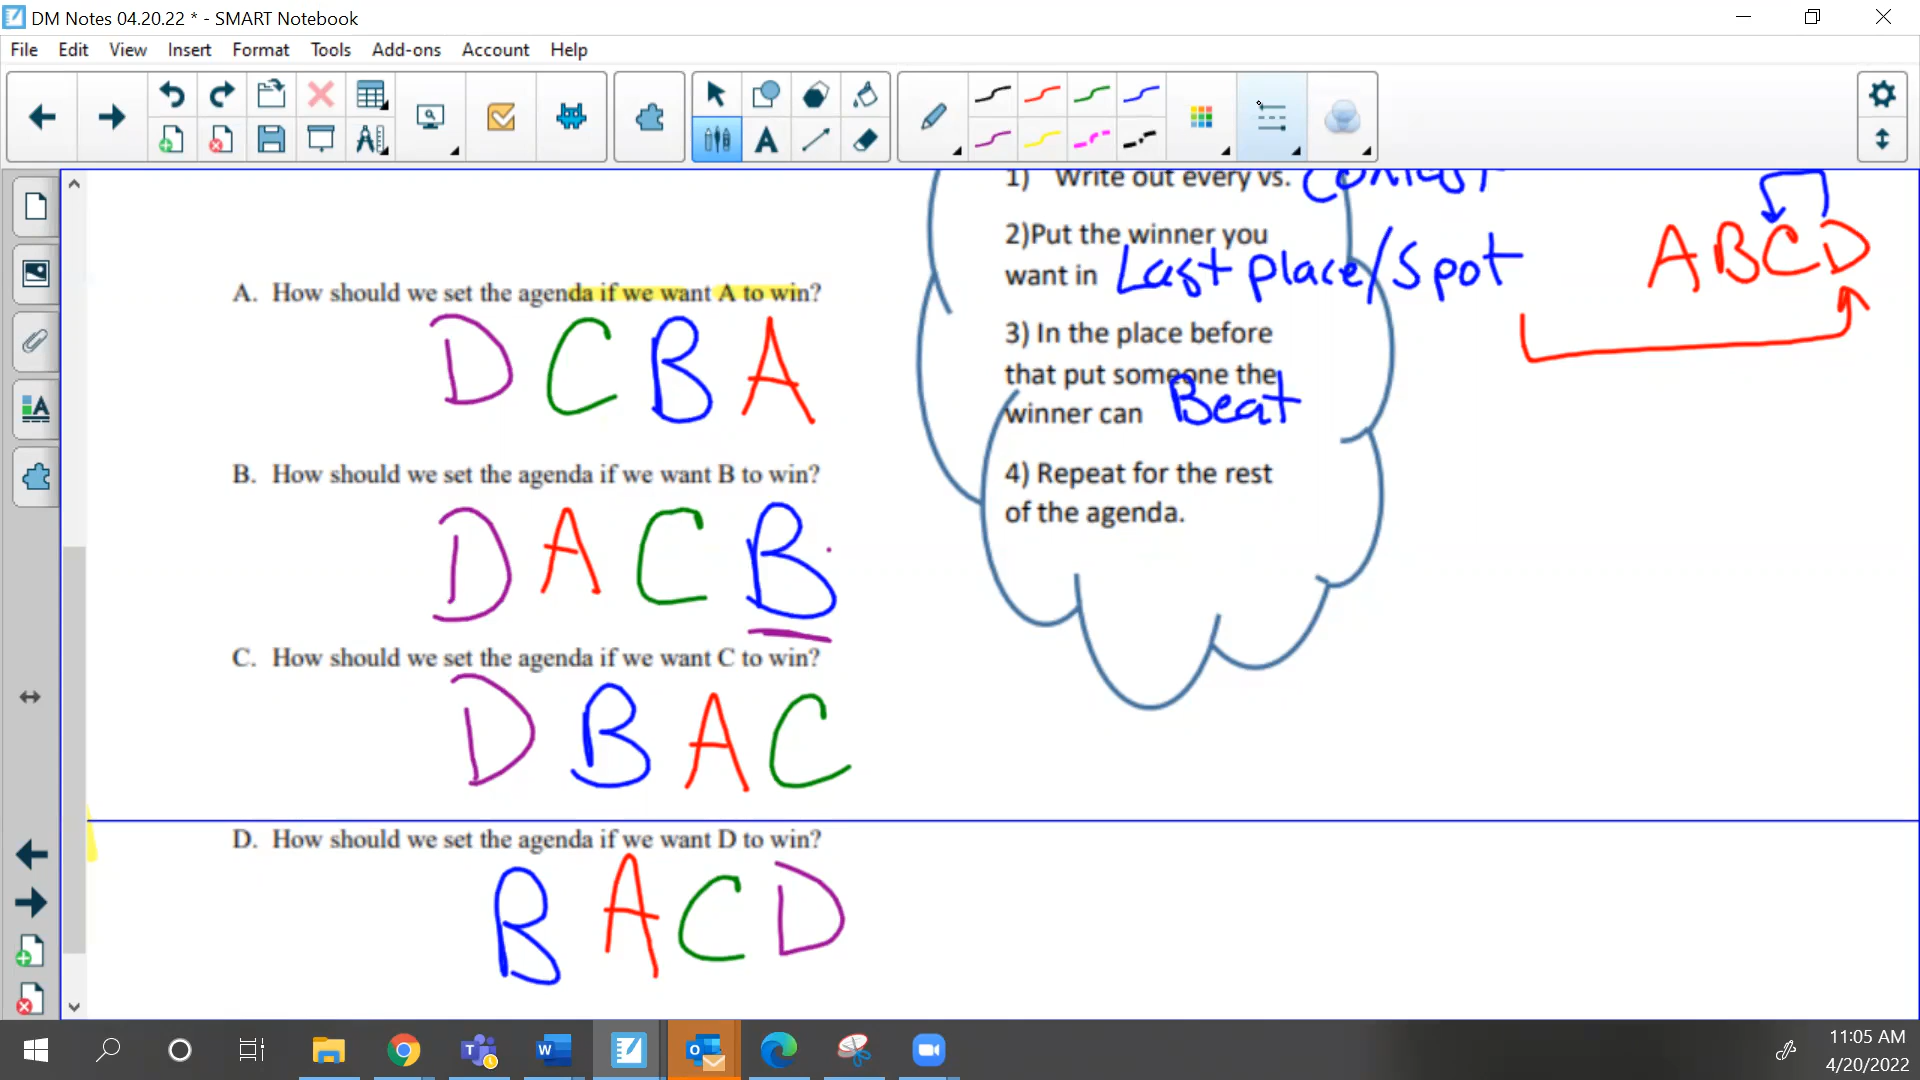 DM Notes 04.20.22 * - SMART Notebook
File Edit View Insert Format Tools Add-ons Account Help
1) Write out every vs. Contest
2)Put the winner you
want in Last place/Spot
3) In the place before
that put someone the
winner can Beat
4) Repeat for the rest
of the agenda.
A B C D
A. How should we set the agenda if we want A to win?
D C B A
B. How should we set the agenda if we want B to win?
D A C B
C. How should we set the agenda if we want C to win?
D B A C
D. How should we set the agenda if we want D to win?
B A C D
11:05 AM
4/20/2022